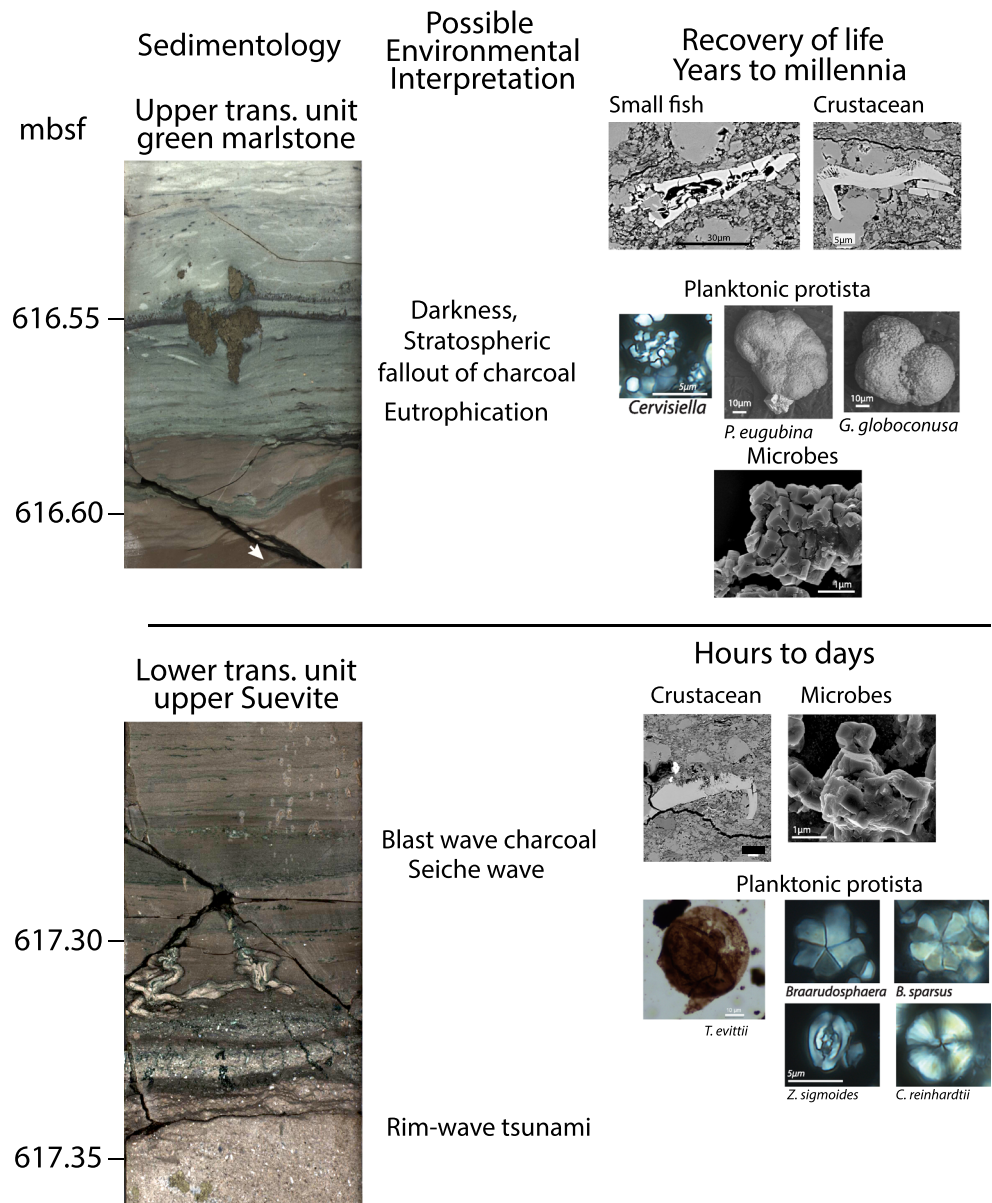 Sedimentology
Possible
Environmental
Interpretation
Recovery of life
Years to millennia
mbsf
Upper trans. unit
green marlstone
Small fish
Crustacean
30µm
5µm
616.55
616.60
Darkness,
Stratospheric
fallout of charcoal
Eutrophication
Planktonic protista
5µm
10µm
10µm
Cervisiella
P. eugubina
G. globoconusa
Microbes
1µm
Lower trans. unit
upper Suevite
Hours to days
Crustacean
Microbes
1µm
Blast wave charcoal
Seiche wave
617.30
Planktonic protista
10 µm
Braarudosphaera
B. sparsus
T. evittii
5µm
Z. sigmoides
C. reinhardtii
Rim-wave tsunami
617.35